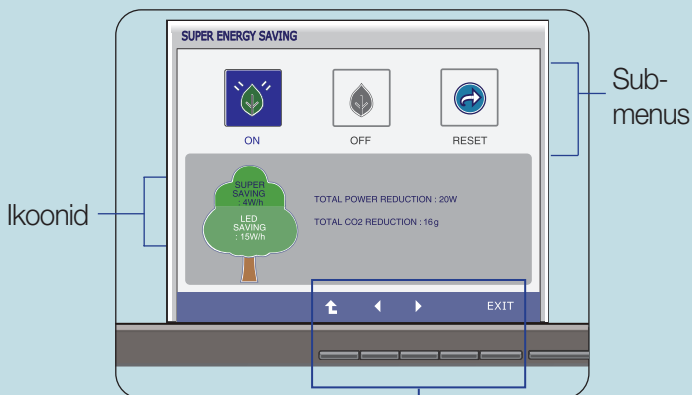 SUPER ENERGY SAVING
ON
OFF
RESET
Sub-
menus
Ikoonid
SUPER
SAVING
: 4W/h
LED
SAVING
: 15W/h
TOTAL POWER REDUCTION : 20W
TOTAL CO2 REDUCTION : 16g
EXIT